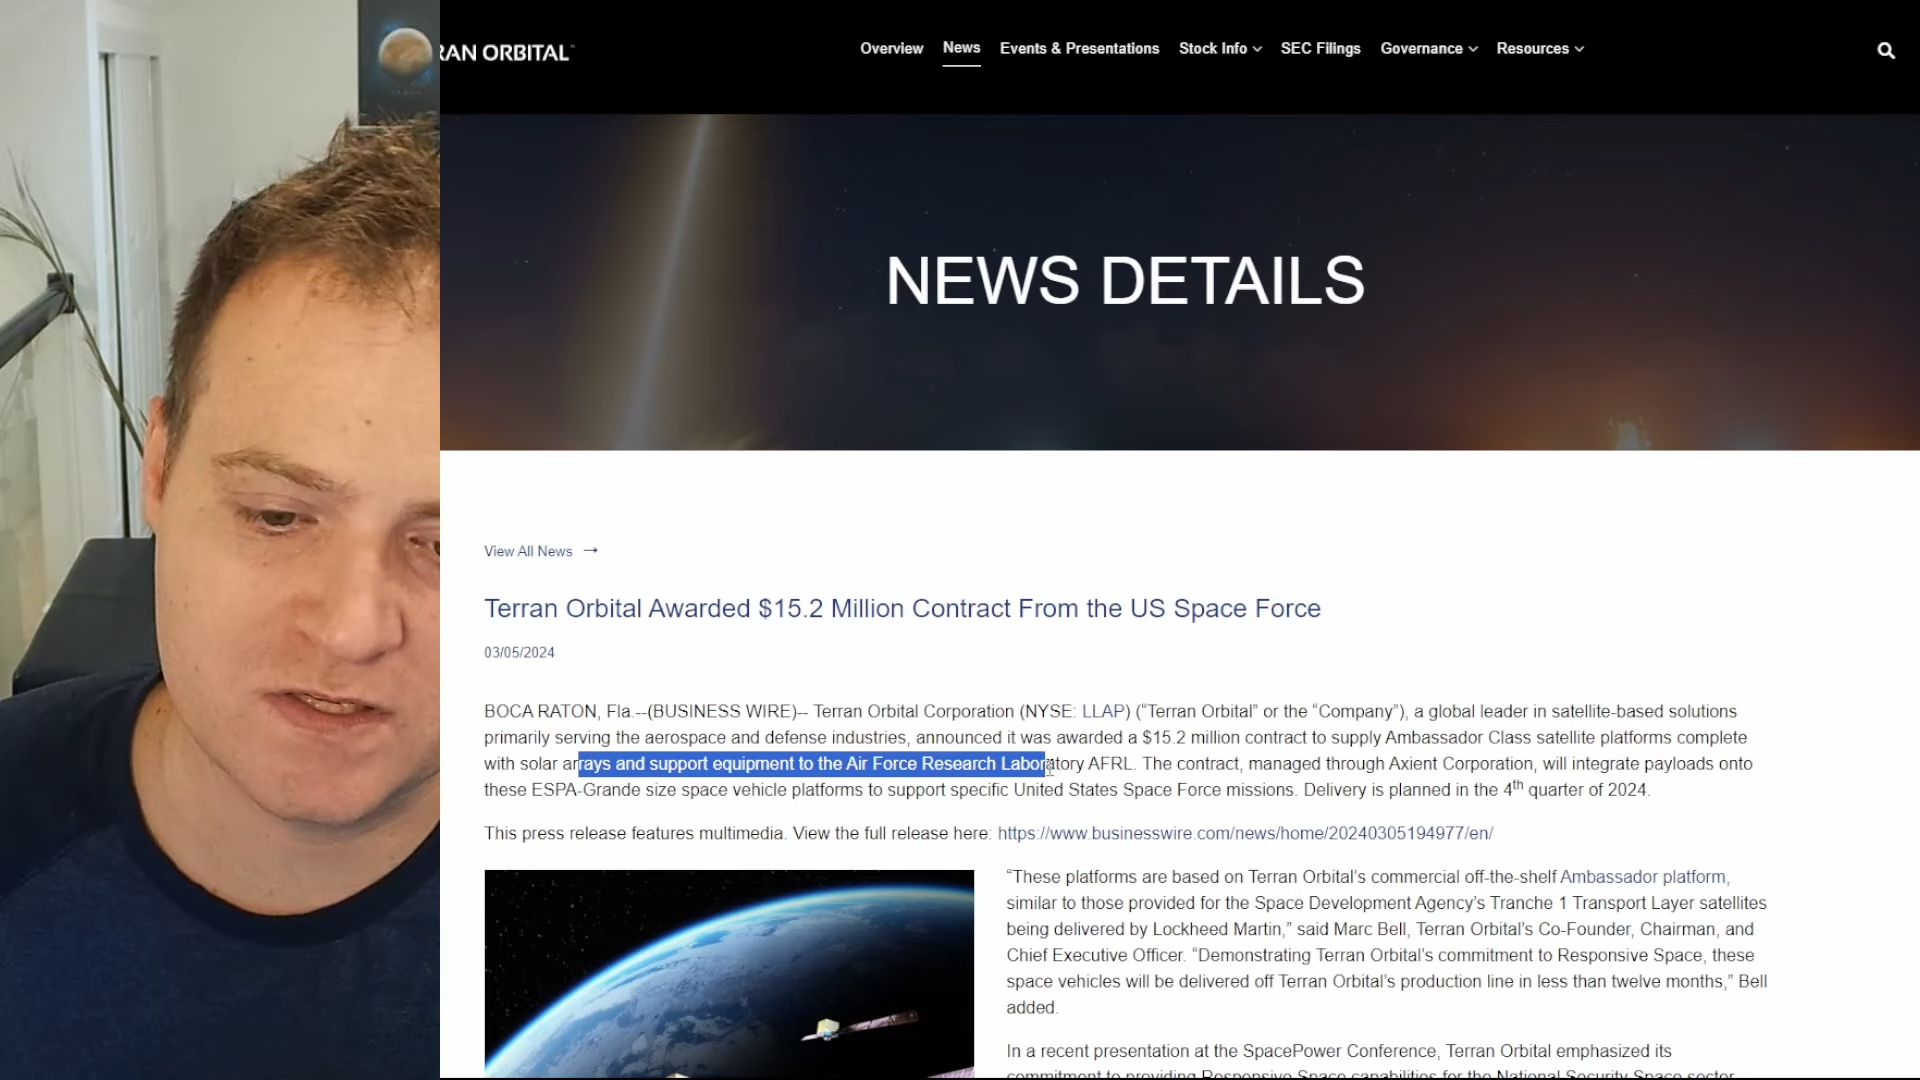 RAN ORBITAL
Overview News Events & Presentations Stock Info SEC Filings Governance Resources
NEWS DETAILS
View All News →
Terran Orbital Awarded $15.2 Million Contract From the US Space Force
03/05/2024
BOCA RATON, Fla.--(BUSINESS WIRE)-- Terran Orbital Corporation (NYSE: LLAP) (“Terran Orbital” or the “Company”), a global leader in satellite-based solutions
primarily serving the aerospace and defense industries, announced it was awarded a $15.2 million contract to supply Ambassador Class satellite platforms complete
with solar arrays and support equipment to the Air Force Research Laboratory AFRL. The contract, managed through Axient Corporation, will integrate payloads onto
these ESPA-Grande size space vehicle platforms to support specific United States Space Force missions. Delivery is planned in the 4th quarter of 2024.
This press release features multimedia. View the full release here: https://www.businesswire.com/news/home/20240305194977/en/
“These platforms are based on Terran Orbital’s commercial off-the-shelf Ambassador platform,
similar to those provided for the Space Development Agency’s Tranche 1 Transport Layer satellites
being delivered by Lockheed Martin,” said Marc Bell, Terran Orbital’s Co-Founder, Chairman, and
Chief Executive Officer. “Demonstrating Terran Orbital’s commitment to Responsive Space, these
space vehicles will be delivered off Terran Orbital’s production line in less than twelve months,” Bell
added.
In a recent presentation at the SpacePower Conference, Terran Orbital emphasized its
commitment to providing Responsive Space capabilities for the National Security Space sector